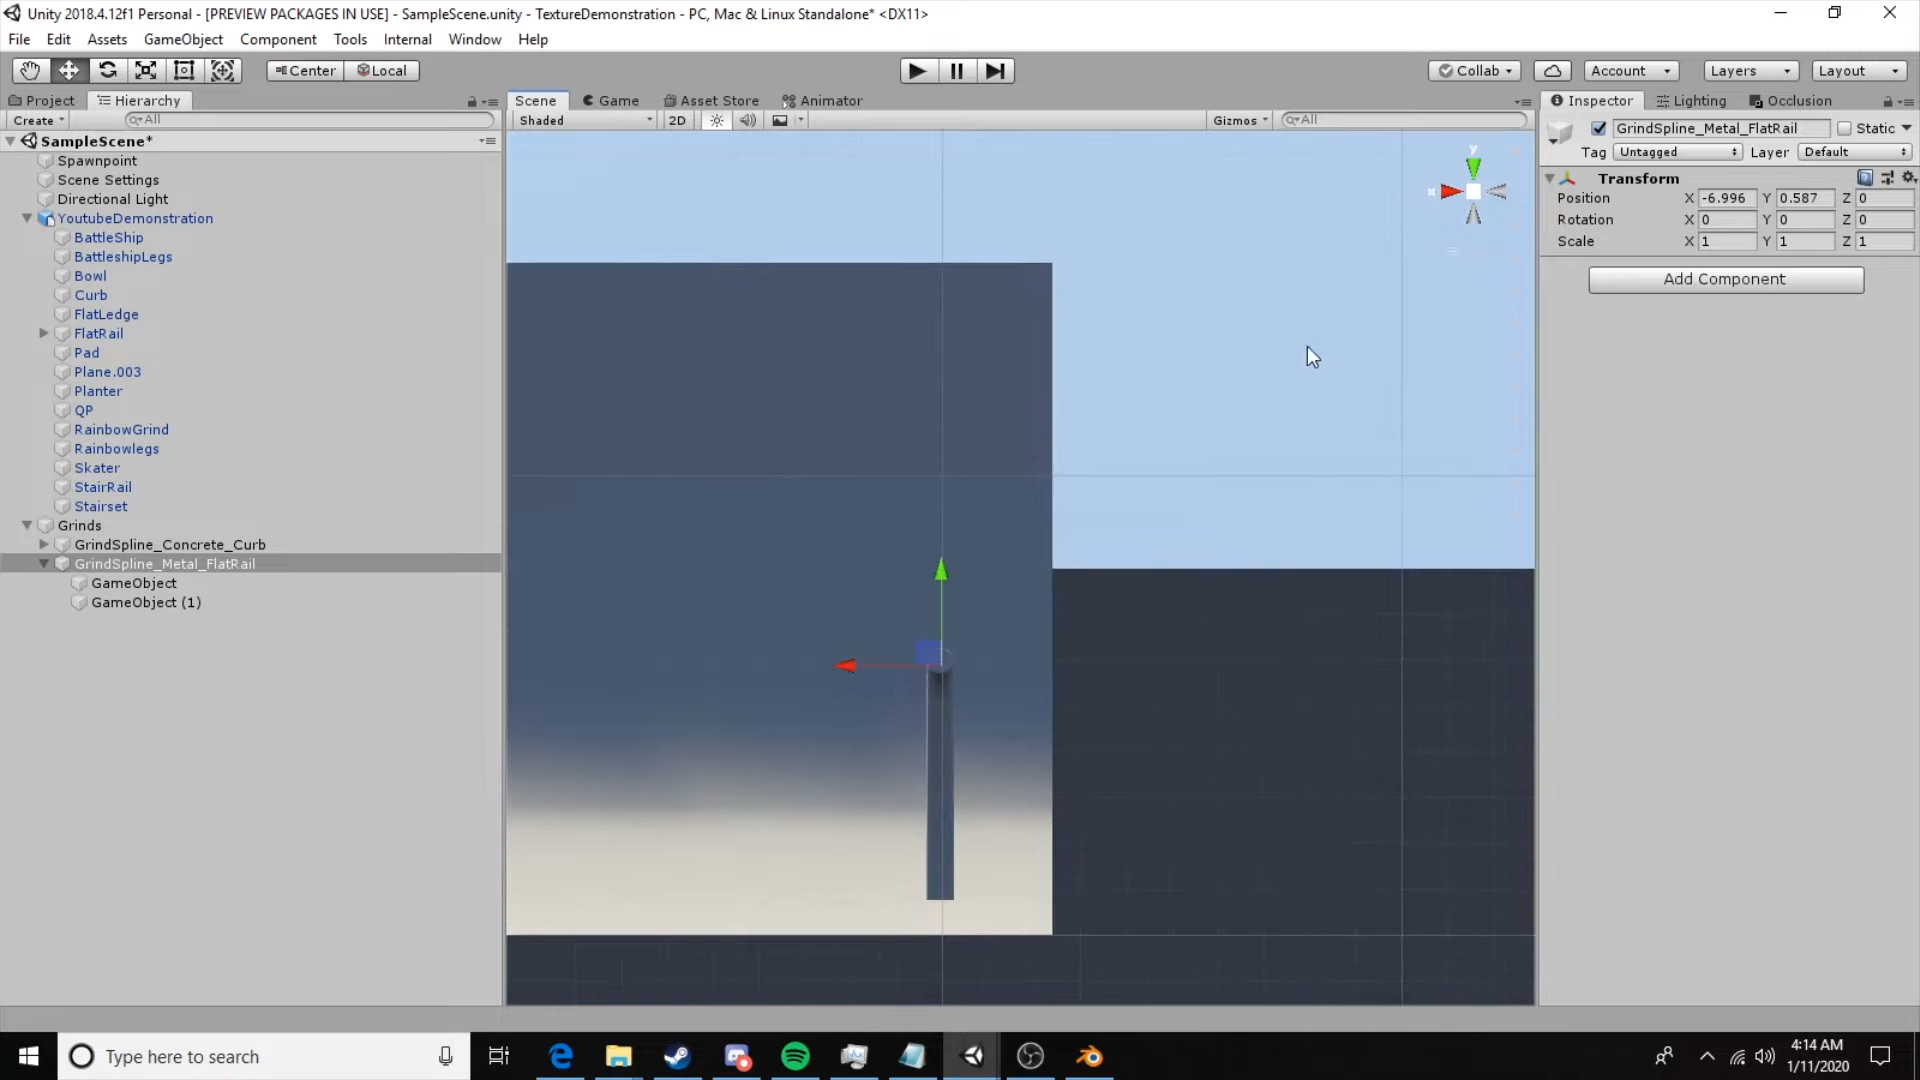 Unity 2018.4.12f1 Personal - [PREVIEW PACKAGES IN USE] - SampleScene.unity - TextureDemonstration - PC, Mac & Linux Standalone* <DX11>
File Edit Assets GameObject Component Tools Internal Window Help
Center Local Collab Account Layers Layout
Project Hierarchy Scene Game Asset Store Animator Inspector Lighting Occlusion
Create All Shaded 2D Gizmos All
GrindSpline_Metal_FlatRail Static
Tag Untagged Layer Default
Transform
Position X -6.996 Y 0.587 Z 0
Rotation X 0 Y 0 Z 0
Scale X 1 Y 1 Z 1
Add Component
SampleScene*
Spawnpoint
Scene Settings
Directional Light
YoutubeDemonstration
BattleShip
BattleshipLegs
Bowl
Curb
FlatLedge
FlatRail
Pad
Plane.003
Planter
QP
RainbowGrind
Rainbowlegs
Skater
StairRail
Stairset
Grinds
GrindSpline_Concrete_Curb
GrindSpline_Metal_FlatRail
GameObject
GameObject (1)
y
x
Type here to search
4:14 AM
1/11/2020